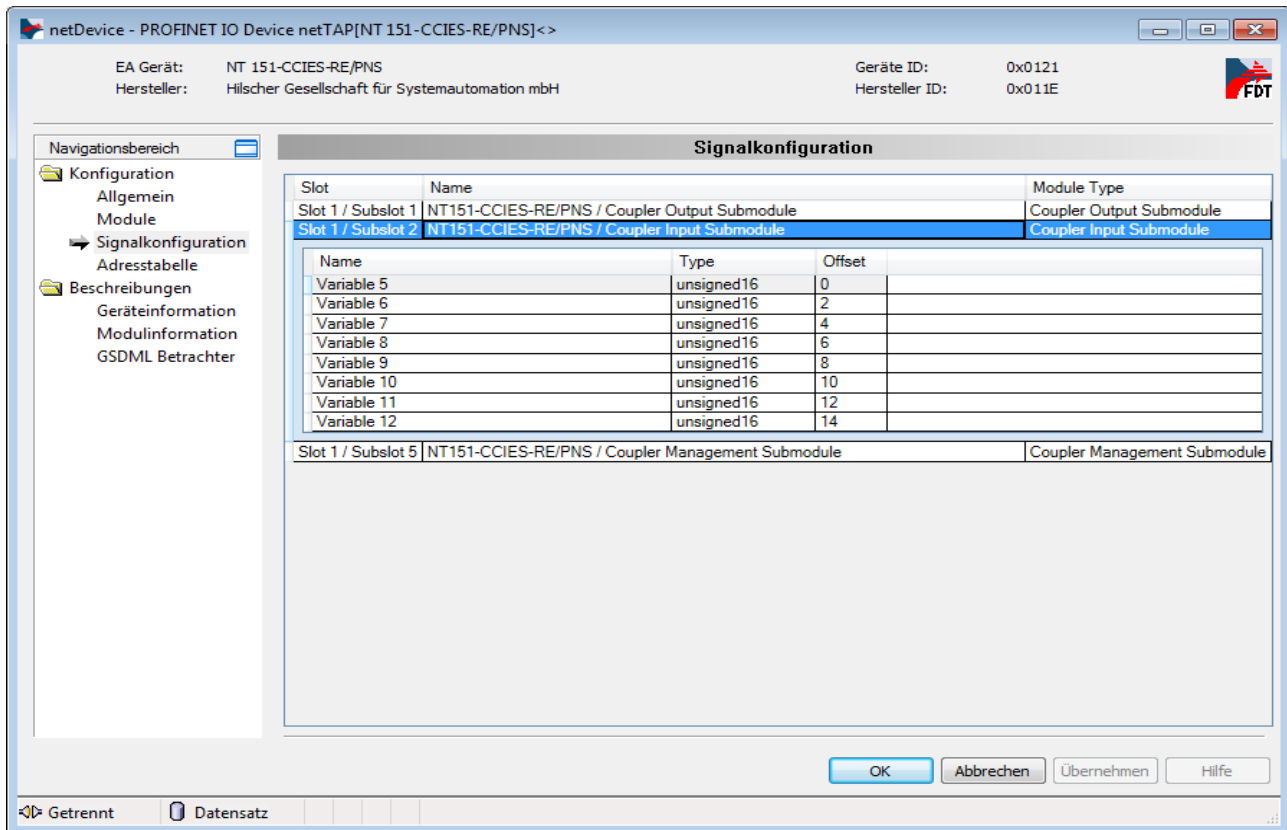 netDevice - PROFINET IO Device netTAP[NT 151-CCIES-RE/PNS]<>
EA Gerät: NT 151-CCIES-RE/PNS Geräte ID: 0x0121
Hersteller: Hilscher Gesellschaft für Systemautomation mbH Hersteller ID: 0x011E
FDT
Navigationsbereich
Konfiguration
Allgemein
Module
Signalkonfiguration
Adresstabelle
Beschreibungen
Geräteinformation
Modulinformation
GSDML Betrachter
Signalkonfiguration
Slot Name Module Type
Slot 1 / Subslot 1 NT151-CCIES-RE/PNS / Coupler Output Submodule Coupler Output Submodule
Slot 1 / Subslot 2 NT151-CCIES-RE/PNS / Coupler Input Submodule Coupler Input Submodule
Name Type Offset
Variable 5 unsigned16 0
Variable 6 unsigned16 2
Variable 7 unsigned16 4
Variable 8 unsigned16 6
Variable 9 unsigned16 8
Variable 10 unsigned16 10
Variable 11 unsigned16 12
Variable 12 unsigned16 14
Slot 1 / Subslot 5 NT151-CCIES-RE/PNS / Coupler Management Submodule Coupler Management Submodule
OK Abbrechen Übernehmen Hilfe
Getrennt Datensatz